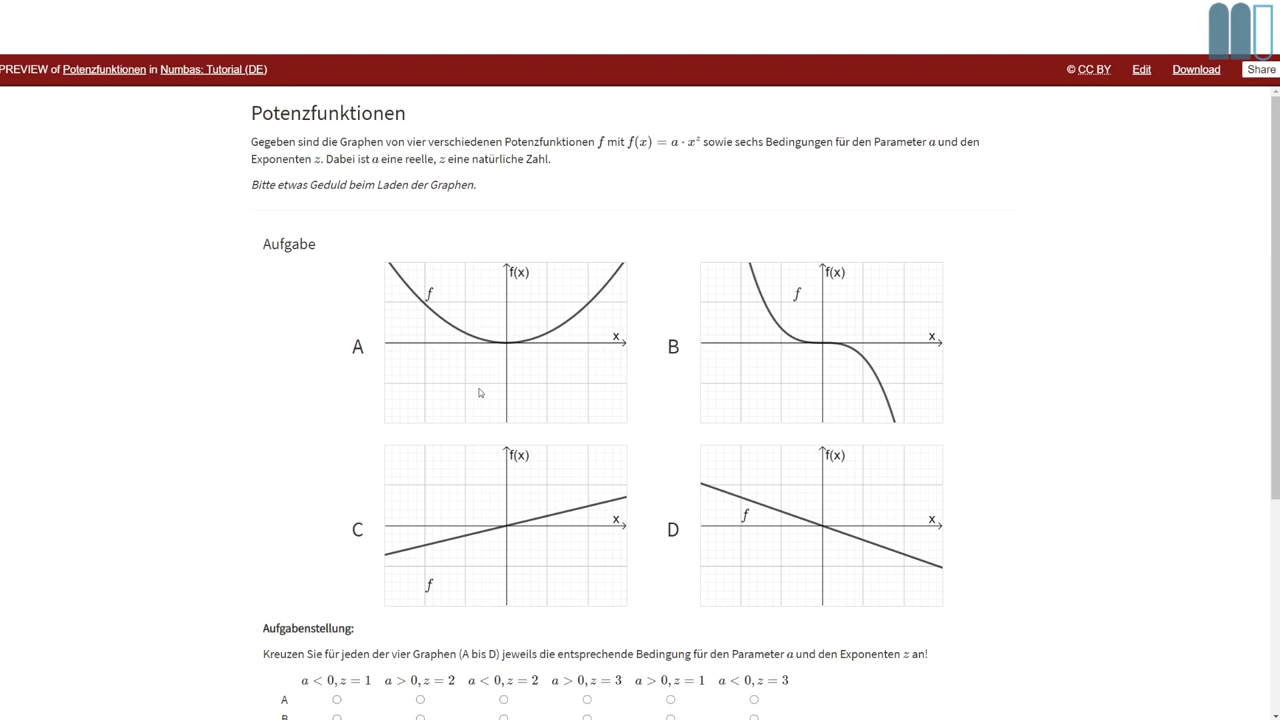 PREVIEW of Potenzfunktionen in Numbas: Tutorial (DE)
© CC BY Edit Download Share
Potenzfunktionen
Gegeben sind die Graphen von vier verschiedenen Potenzfunktionen f mit f(x) = a · x^z sowie sechs Bedingungen für den Parameter a und den
Exponenten z. Dabei ist a eine reelle, z eine natürliche Zahl.
Bitte etwas Geduld beim Laden der Graphen.
Aufgabe
A
f(x)
f
x
B
f(x)
f
x
C
f(x)
x
f
D
f(x)
f
x
Aufgabenstellung:
Kreuzen Sie für jeden der vier Graphen (A bis D) jeweils die entsprechende Bedingung für den Parameter a und den Exponenten z an!
a < 0, z = 1 a > 0, z = 2 a < 0, z = 2 a > 0, z = 3 a > 0, z = 1 a < 0, z = 3
A
B